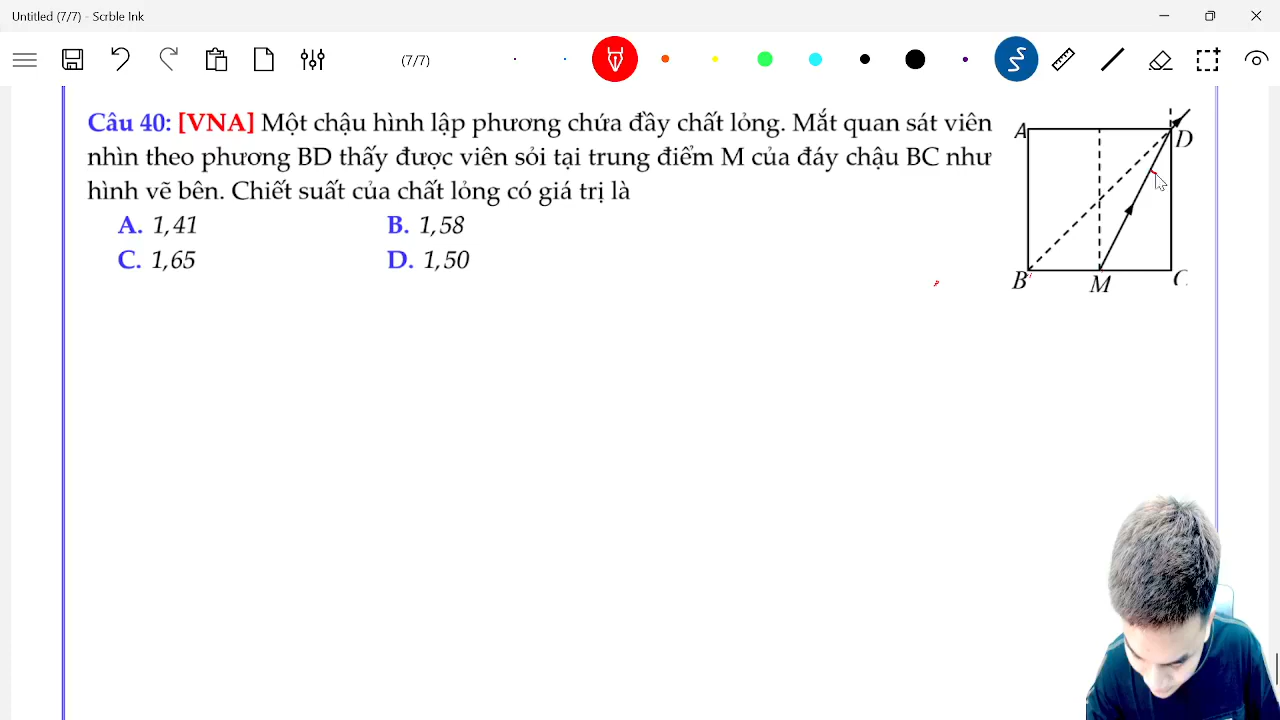 Untitled (7/7) - Scrble Ink
(7/7)
Câu 40: [VNA] Một chậu hình lập phương chứa đầy chất lỏng. Mắt quan sát viên
nhìn theo phương BD thấy được viên sỏi tại trung điểm M của đáy chậu BC như
hình vẽ bên. Chiết suất của chất lỏng có giá trị là
A. 1,41 B. 1,58
C. 1,65 D. 1,50
A D
B M C